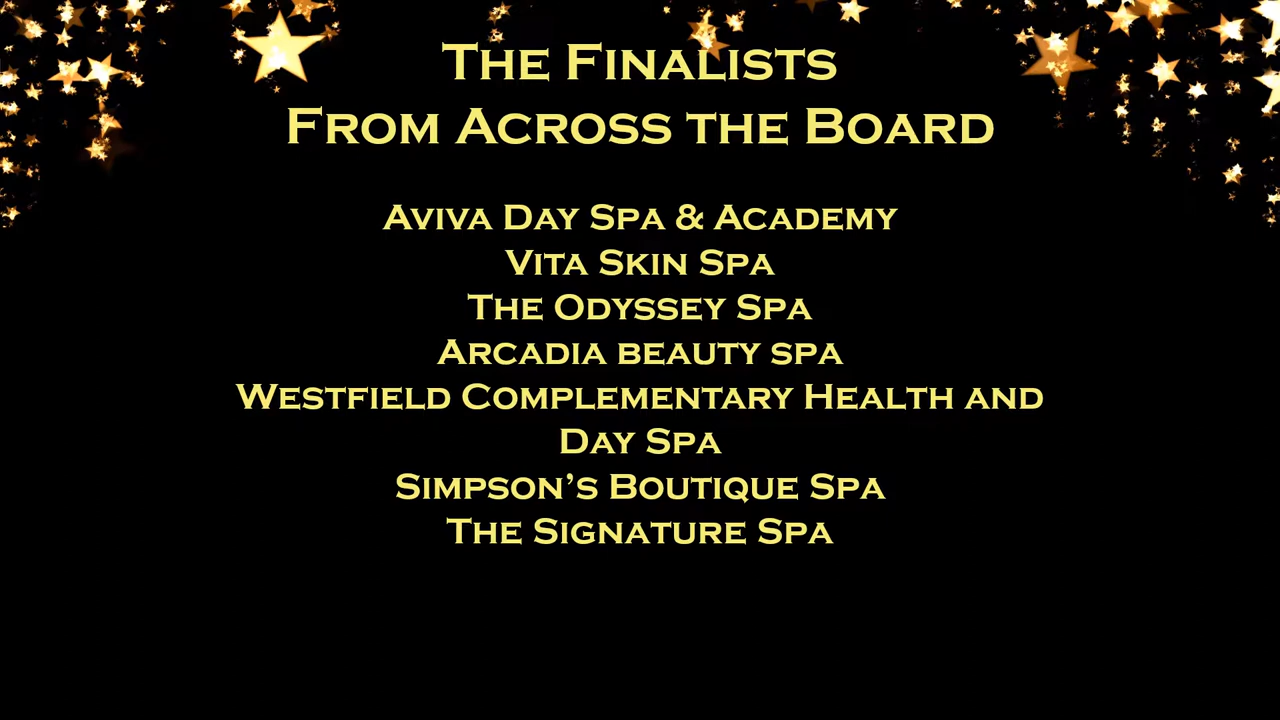 The Finalists
From Across the Board
Aviva Day Spa & Academy
Vita Skin Spa
The Odyssey Spa
Arcadia beauty spa
Westfield Complementary Health and
Day Spa
Simpson’s Boutique Spa
The Signature Spa